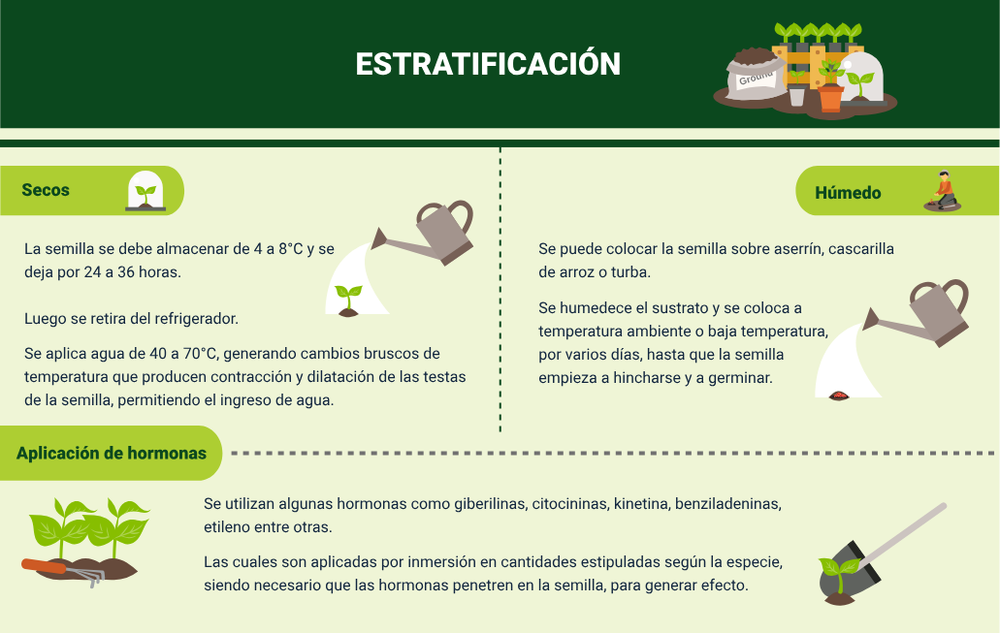 ESTRATIFICACIÓN
Ground
Secos
La semilla se debe almacenar de 4 a 8°C y se
deja por 24 a 36 horas.
Luego se retira del refrigerador.
Se aplica agua de 40 a 70°C, generando cambios bruscos de
temperatura que producen contracción y dilatación de las testas
de la semilla, permitiendo el ingreso de agua.
Húmedo
Se puede colocar la semilla sobre aserrín, cascarilla
de arroz o turba.
Se humedece el sustrato y se coloca a
temperatura ambiente o baja temperatura,
por varios días, hasta que la semilla
empieza a hincharse y a germinar.
Aplicación de hormonas
Se utilizan algunas hormonas como giberilinas, citocininas, kinetina, benziladeninas,
etileno entre otras.
Las cuales son aplicadas por inmersión en cantidades estipuladas según la especie,
siendo necesario que las hormonas penetren en la semilla, para generar efecto.